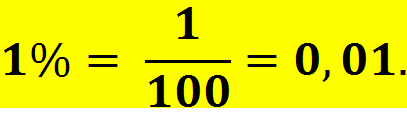 1% = 1/100 = 0,01.